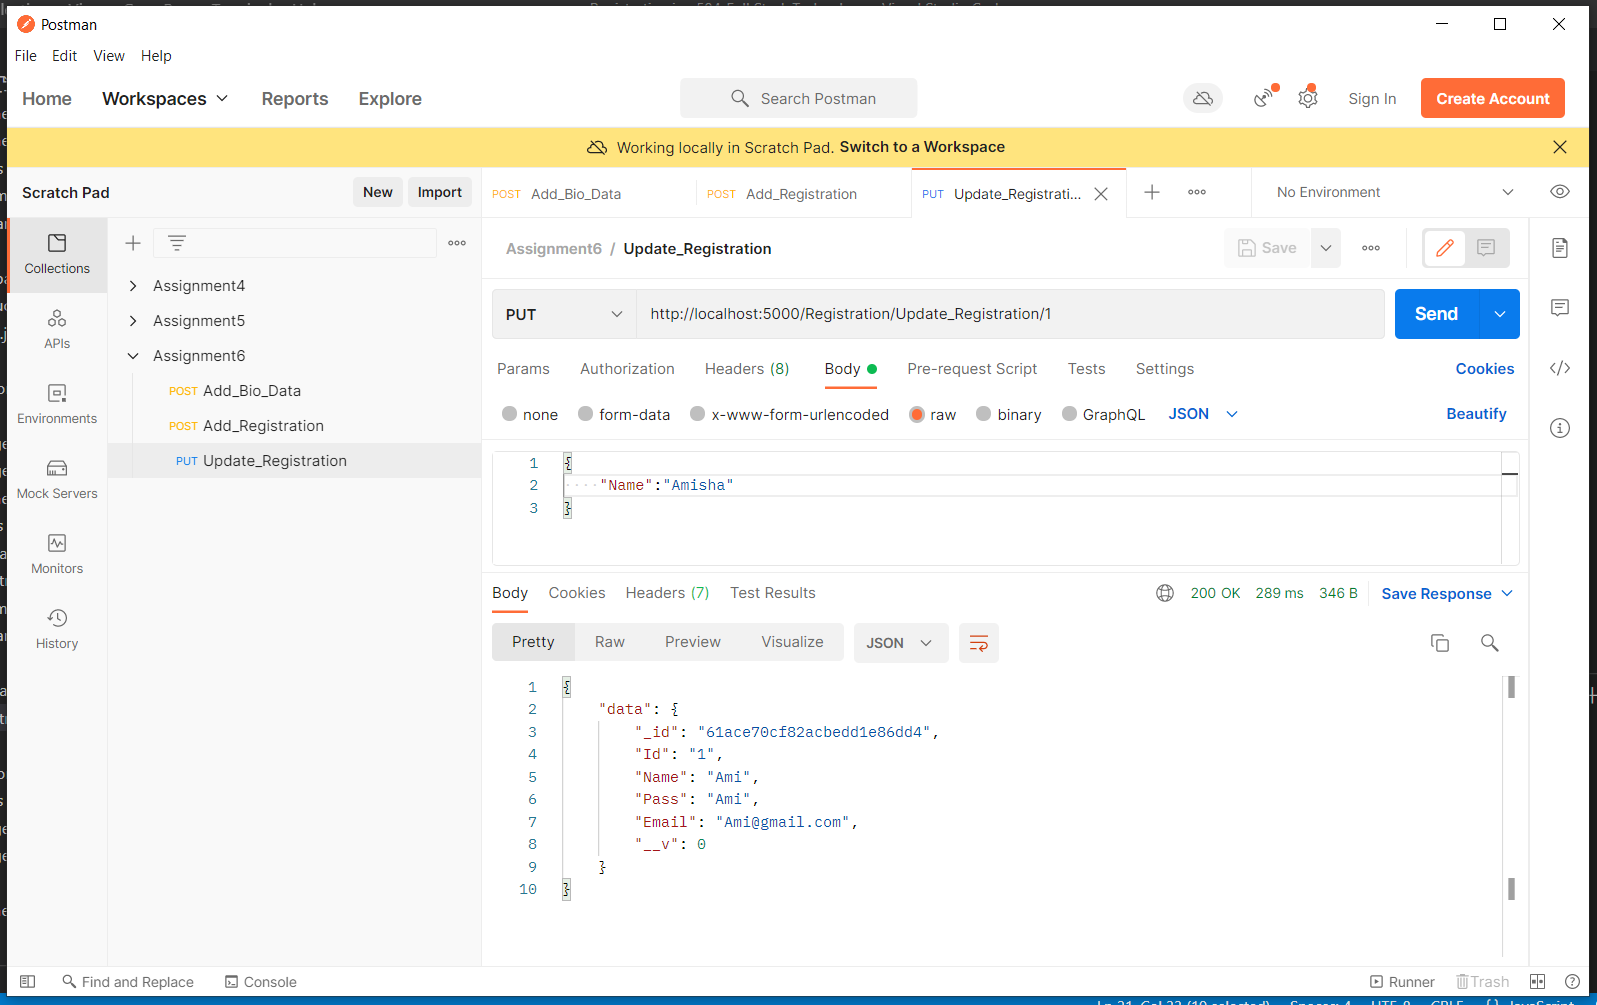 Postman
File Edit View Help
Home Workspaces Reports Explore Search Postman Sign In Create Account
Working locally in Scratch Pad. Switch to a Workspace
Scratch Pad New Import POST Add_Bio_Data POST Add_Registration PUT Update_Registrati... No Environment
Collections
APIs
Environments
Mock Servers
Monitors
History
Assignment4
Assignment5
Assignment6
POST Add_Bio_Data
POST Add_Registration
PUT Update_Registration
Assignment6 / Update_Registration Save
PUT http://localhost:5000/Registration/Update_Registration/1 Send
Params Authorization Headers (8) Body Pre-request Script Tests Settings Cookies
none form-data x-www-form-urlencoded raw binary GraphQL JSON Beautify
1 {
2 "Name":"Amisha"
3 }
Body Cookies Headers (7) Test Results 200 OK 289 ms 346 B Save Response
Pretty Raw Preview Visualize JSON
1 {
2 "data": {
3 "_id": "61ace70cf82acbedd1e86dd4",
4 "Id": "1",
5 "Name": "Ami",
6 "Pass": "Ami",
7 "Email": "Ami@gmail.com",
8 "__v": 0
9 }
10 }
Find and Replace Console Runner Trash